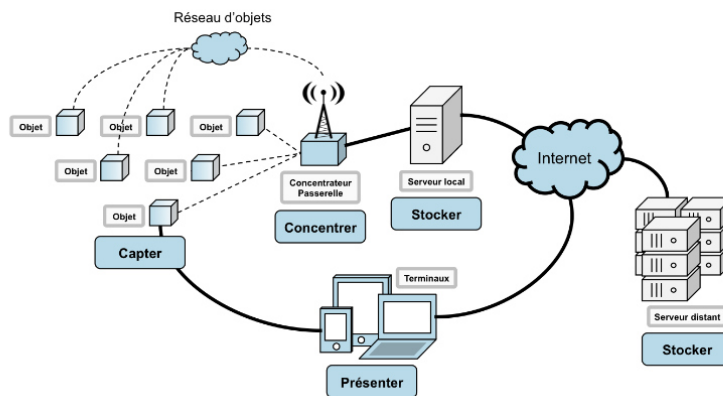 Réseau d'objets
Objet
Objet
Objet
Objet
Objet
Objet
Concentrateur
Passerelle
Concentrer
Serveur local
Stocker
Internet
Capter
Terminaux
Présenter
Serveur distant
Stocker